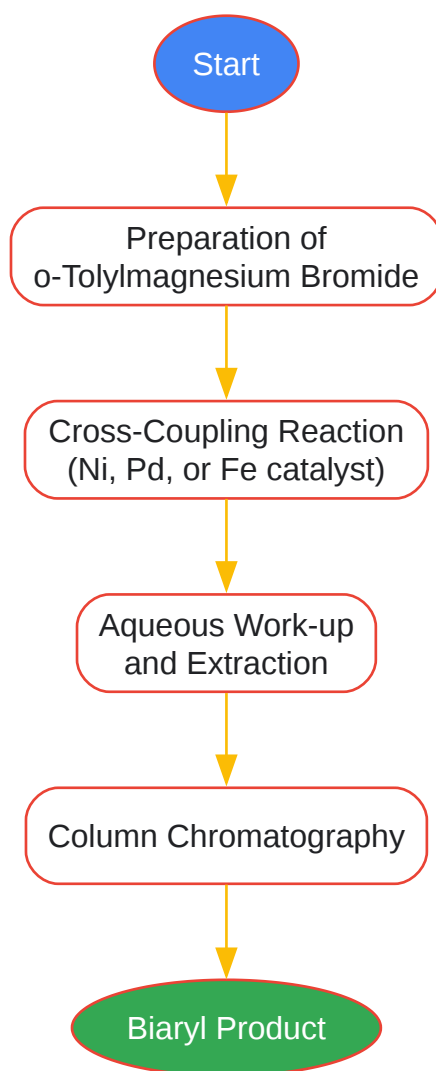 Start
Preparation of
o-Tolylmagnesium Bromide
Cross-Coupling Reaction
(Ni, Pd, or Fe catalyst)
Aqueous Work-up
and Extraction
Column Chromatography
Biaryl Product